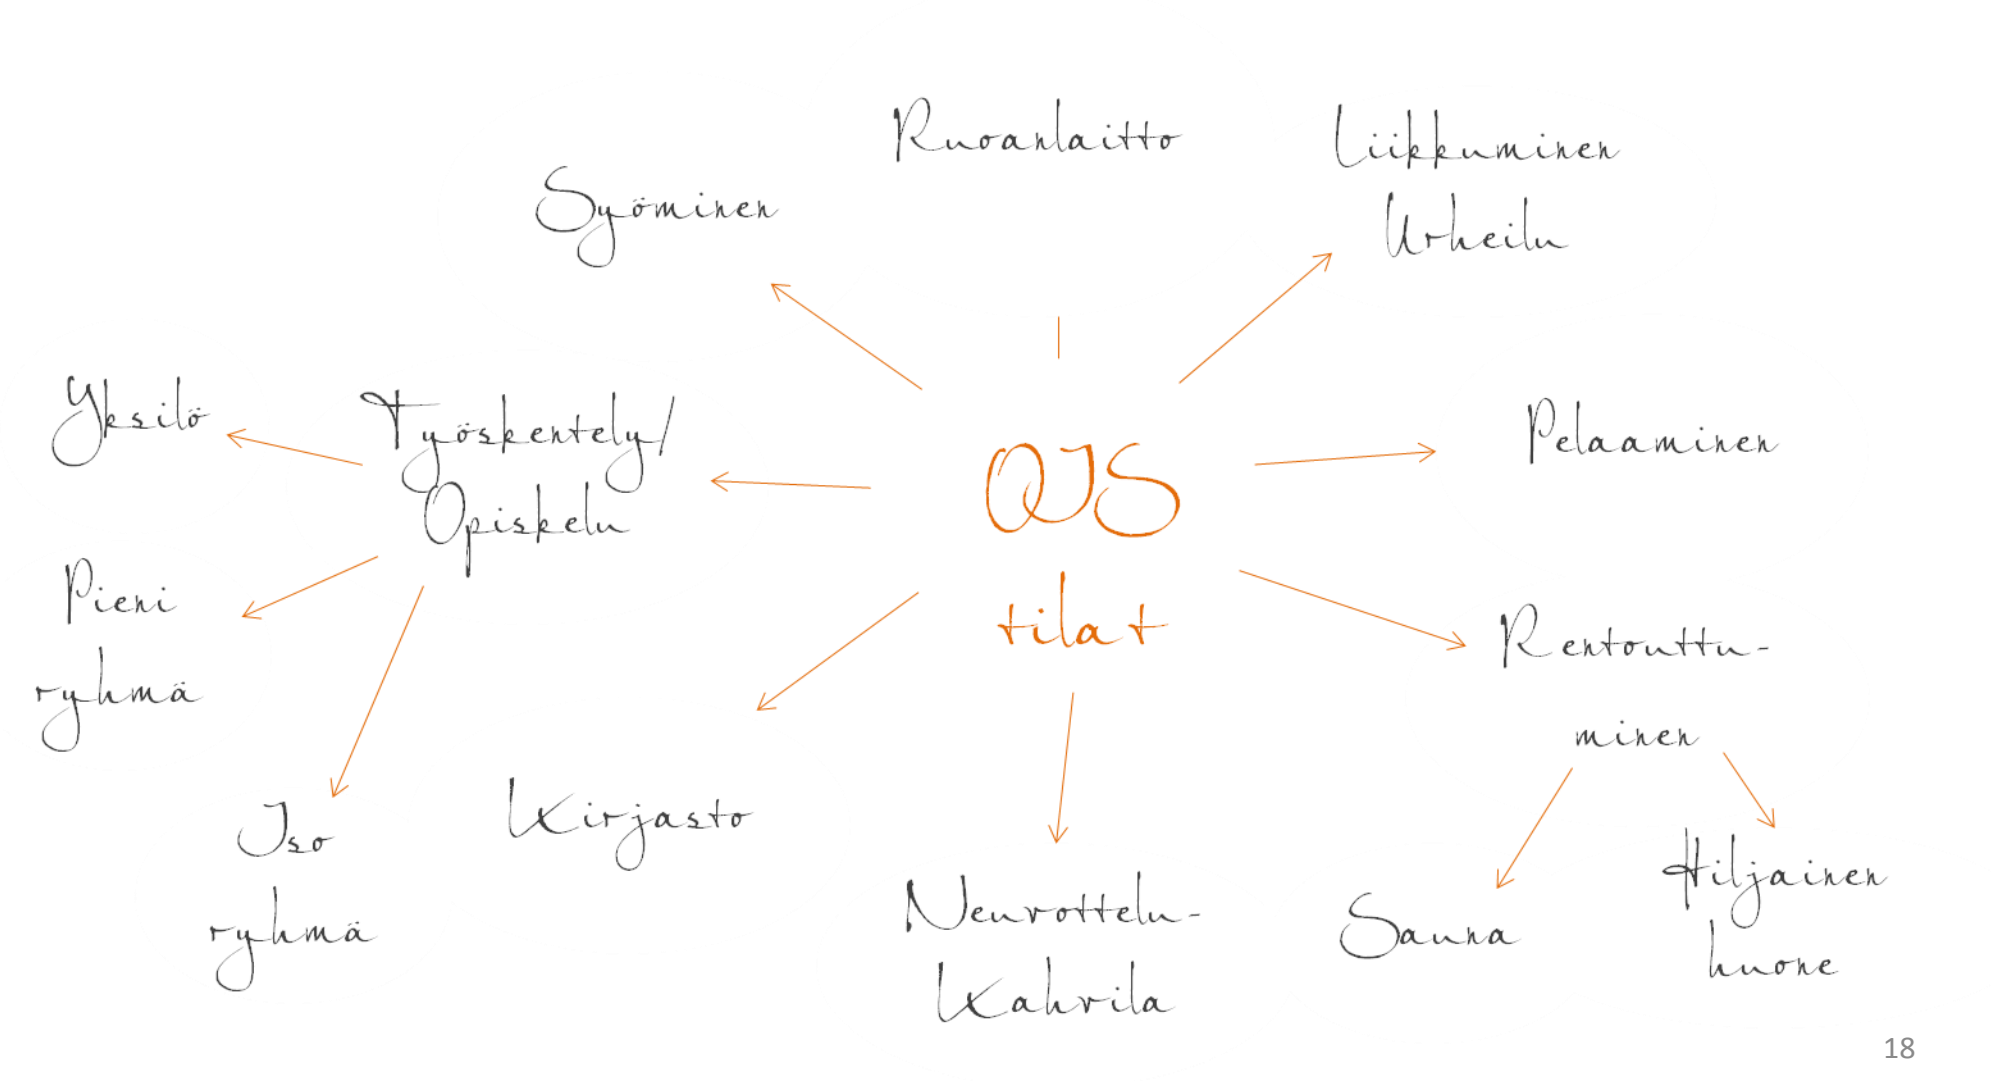 Ruoanlaitto
Liikkuminen
Urheilu
Syöminen
Yksilö
Työskentely/
Opiskelu
OIS
tilat
Pelaaminen
Pieni
ryhmä
Rentouttu-
minen
Iso
ryhmä
Kirjasto
Neuvottelu-
Kahvila
Sauna
Hiljainen
huone
18